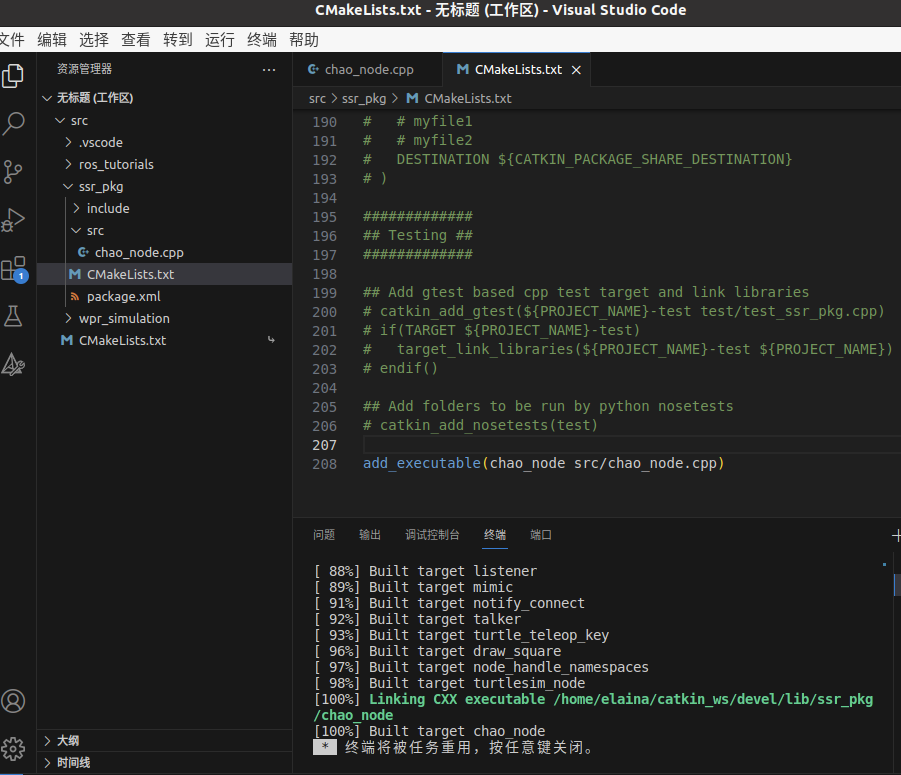 CMakeLists.txt - 无标题 (工作区) - Visual Studio Code
文件 编辑 选择 查看 转到 运行 终端 帮助
资源管理器 ...
无标题 (工作区)
src
.vscode
ros_tutorials
ssr_pkg
include
src
chao_node.cpp
CMakeLists.txt
package.xml
wpr_simulation
CMakeLists.txt
1
大纲
时间线
chao_node.cpp CMakeLists.txt
src > ssr_pkg > CMakeLists.txt
190 #   # myfile1
191 #   # myfile2
192 #   DESTINATION ${CATKIN_PACKAGE_SHARE_DESTINATION}
193 # )
194
195 #############
196 ## Testing ##
197 #############
198
199 ## Add gtest based cpp test target and link libraries
200 # catkin_add_gtest(${PROJECT_NAME}-test test/test_ssr_pkg.cpp)
201 # if(TARGET ${PROJECT_NAME}-test)
202 #   target_link_libraries(${PROJECT_NAME}-test ${PROJECT_NAME})
203 # endif()
204
205 ## Add folders to be run by python nosetests
206 # catkin_add_nosetests(test)
207
208 add_executable(chao_node src/chao_node.cpp)
问题 输出 调试控制台 终端 端口
[ 88%] Built target listener
[ 89%] Built target mimic
[ 91%] Built target notify_connect
[ 92%] Built target talker
[ 93%] Built target turtle_teleop_key
[ 96%] Built target draw_square
[ 97%] Built target node_handle_namespaces
[ 98%] Built target turtlesim_node
[100%] Linking CXX executable /home/elaina/catkin_ws/devel/lib/ssr_pkg
/chao_node
[100%] Built target chao_node
* 终端将被任务重用，按任意键关闭。